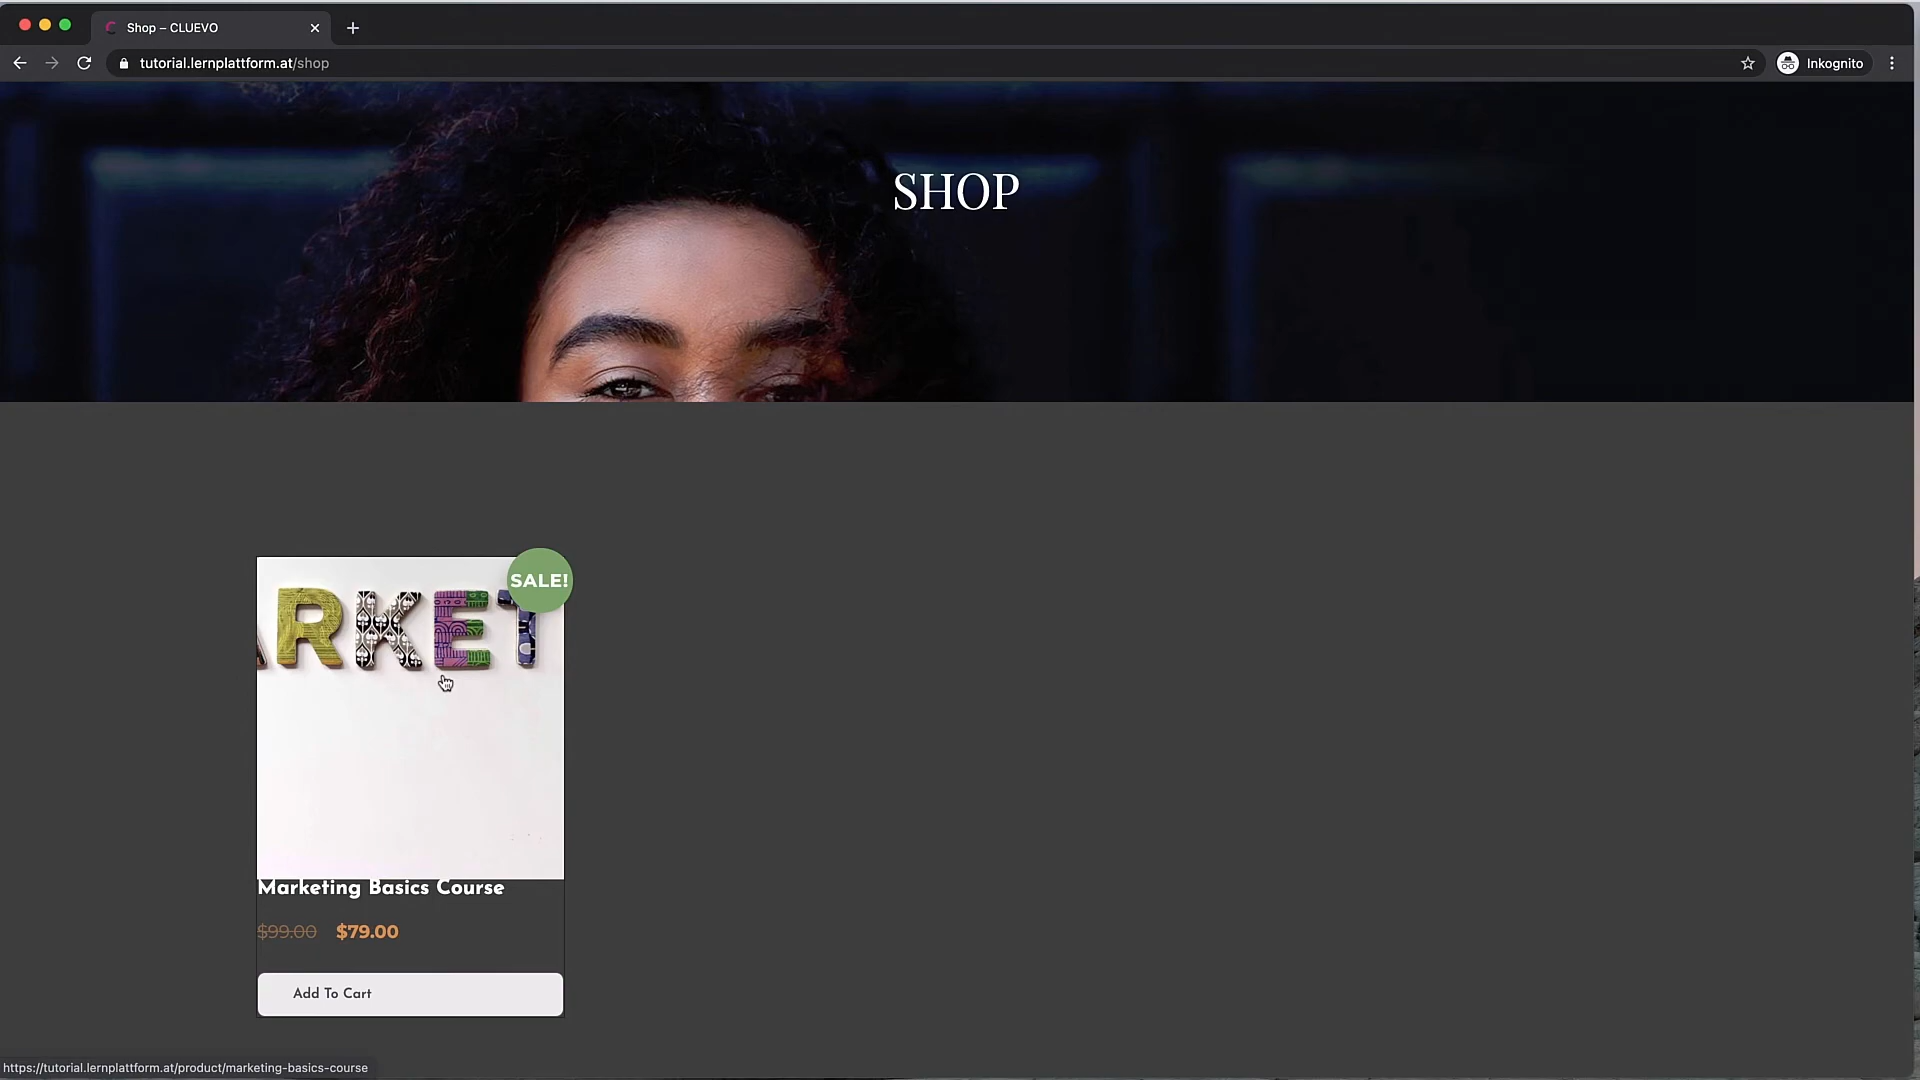 Shop – CLUEVO
tutorial.lernplattform.at/shop
Inkognito
SHOP
SALE!
ARKET
Marketing Basics Course
$99.00 $79.00
Add To Cart
https://tutorial.lernplattform.at/product/marketing-basics-course